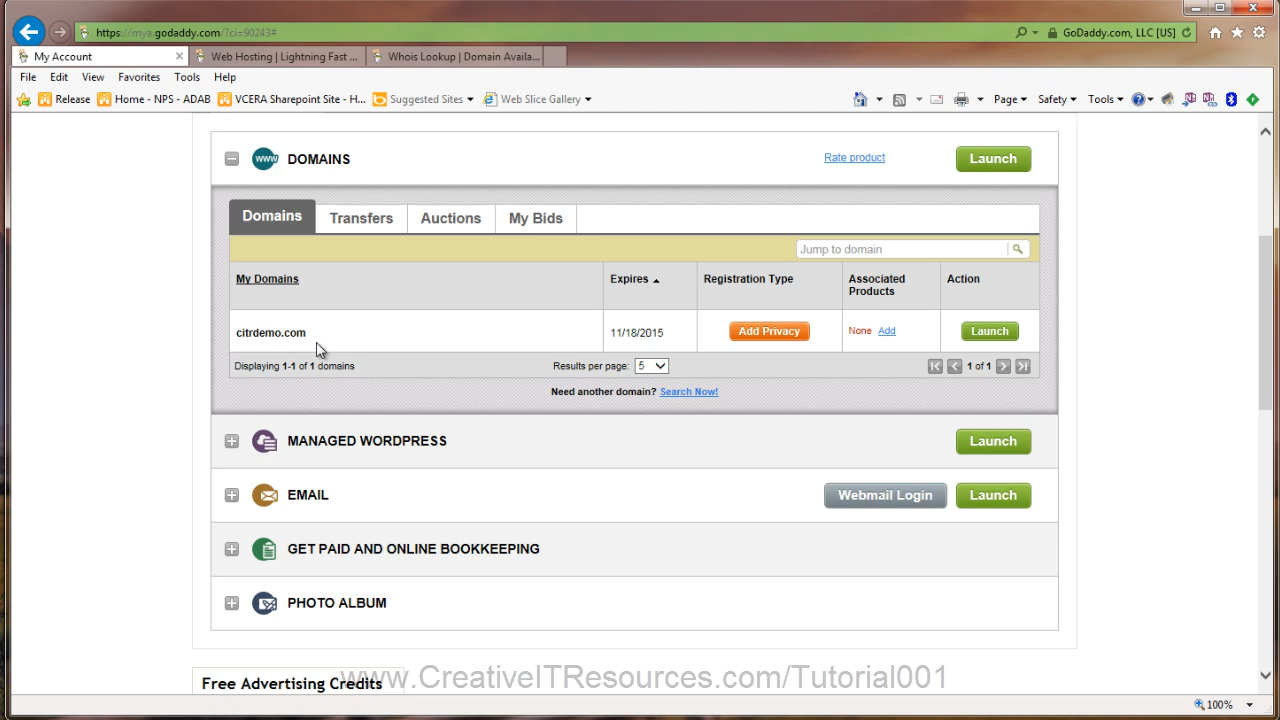 https://mya.godaddy.com/?ci=90243#
GoDaddy.com, LLC [US]
My Account
Web Hosting | Lightning Fast ...
Whois Lookup | Domain Availa...
File Edit View Favorites Tools Help
Release
Home - NPS - ADAB
VCERA Sharepoint Site - H...
Suggested Sites
Web Slice Gallery
Page Safety Tools
WWW DOMAINS
Rate product
Launch
Domains Transfers Auctions My Bids
Jump to domain
My Domains Expires Registration Type Associated Products Action
citrdemo.com 11/18/2015 Add Privacy None Add Launch
Displaying 1-1 of 1 domains Results per page: 5 1 of 1
Need another domain? Search Now!
MANAGED WORDPRESS Launch
EMAIL Webmail Login Launch
GET PAID AND ONLINE BOOKKEEPING
PHOTO ALBUM
www.CreativeITResources.com/Tutorial001
Free Advertising Credits
100%